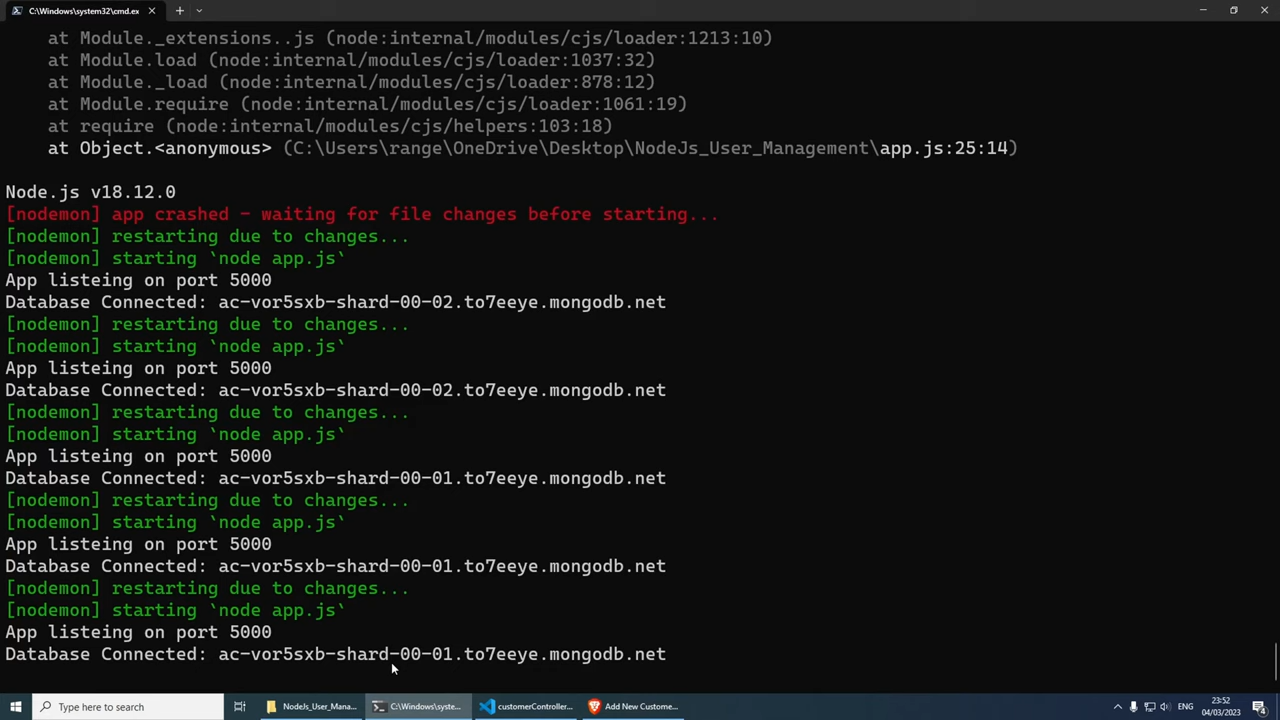 C:\Windows\system32\cmd.ex
at Module._extensions..js (node:internal/modules/cjs/loader:1213:10)
at Module.load (node:internal/modules/cjs/loader:1037:32)
at Module._load (node:internal/modules/cjs/loader:878:12)
at Module.require (node:internal/modules/cjs/loader:1061:19)
at require (node:internal/modules/cjs/helpers:103:18)
at Object.<anonymous> (C:\Users\range\OneDrive\Desktop\NodeJs_User_Management\app.js:25:14)
Node.js v18.12.0
[nodemon] app crashed - waiting for file changes before starting...
[nodemon] restarting due to changes...
[nodemon] starting `node app.js`
App listeing on port 5000
Database Connected: ac-vor5sxb-shard-00-02.to7eeye.mongodb.net
[nodemon] restarting due to changes...
[nodemon] starting `node app.js`
App listeing on port 5000
Database Connected: ac-vor5sxb-shard-00-02.to7eeye.mongodb.net
[nodemon] restarting due to changes...
[nodemon] starting `node app.js`
App listeing on port 5000
Database Connected: ac-vor5sxb-shard-00-01.to7eeye.mongodb.net
[nodemon] restarting due to changes...
[nodemon] starting `node app.js`
App listeing on port 5000
Database Connected: ac-vor5sxb-shard-00-01.to7eeye.mongodb.net
[nodemon] restarting due to changes...
[nodemon] starting `node app.js`
App listeing on port 5000
Database Connected: ac-vor5sxb-shard-00-01.to7eeye.mongodb.net
Type here to search
NodeJs_User_Mana...
C:\Windows\syste...
customerController...
Add New Custome...
ENG
23:52
04/03/2023
4